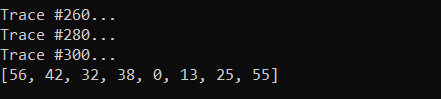 Trace #260...
Trace #280...
Trace #300...
[56, 42, 32, 38, 0, 13, 25, 55]